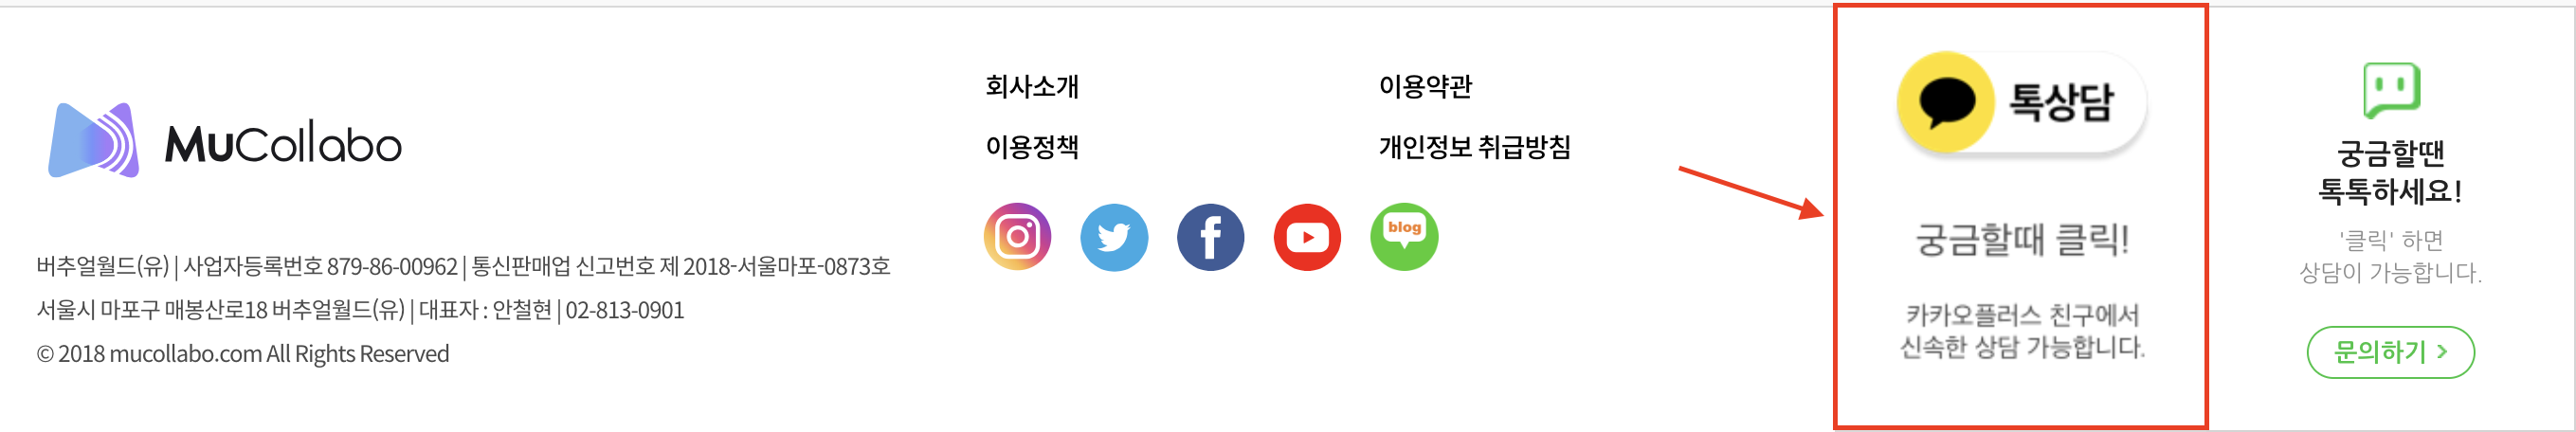 MuCollabo
버추얼월드(유) | 사업자등록번호 879-86-00962 | 통신판매업 신고번호 제 2018-서울마포-0873호
서울시 마포구 매봉산로18 버추얼월드(유) | 대표자 : 안철현 | 02-813-0901
© 2018 mucollabo.com All Rights Reserved
회사소개
이용약관
이용정책
개인정보 취급방침
blog
톡상담
궁금할때 클릭!
카카오플러스 친구에서
신속한 상담 가능합니다.
궁금할땐
톡톡하세요!
'클릭' 하면
상담이 가능합니다.
문의하기 >